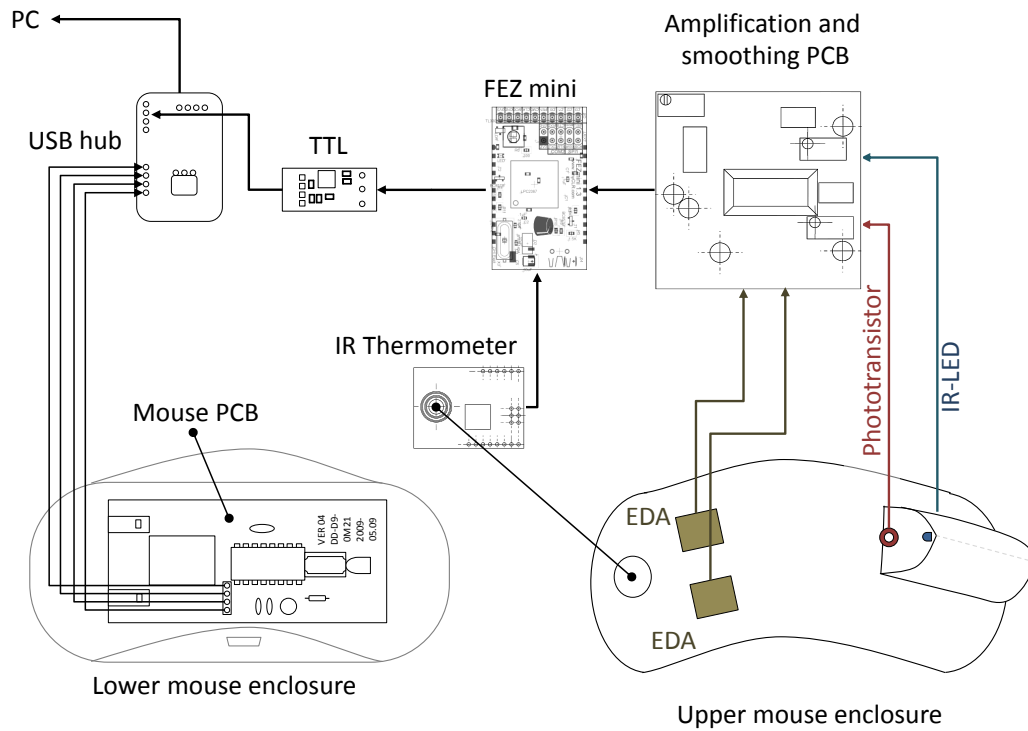 PC
Amplification and
smoothing PCB
FEZ mini
USB hub
TTL
IR Thermometer
Phototransistor
IR-LED
Mouse PCB
VER 04
DD-D9-
0M21
2009-
05.09
EDA
EDA
Lower mouse enclosure
Upper mouse enclosure